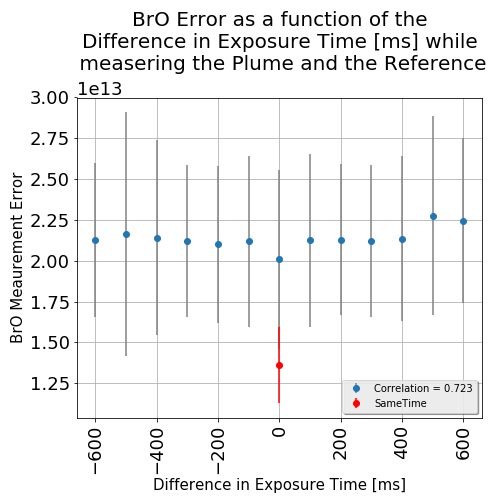 BrO Error as a function of the
Difference in Exposure Time [ms] while
measering the Plume and the Reference
1e13
3.00
2.75
2.50
2.25
2.00
1.75
1.50
1.25
BrO Meaurement Error
Correlation = 0.723
SameTime
−600
−400
−200
0
200
400
600
Difference in Exposure Time [ms]